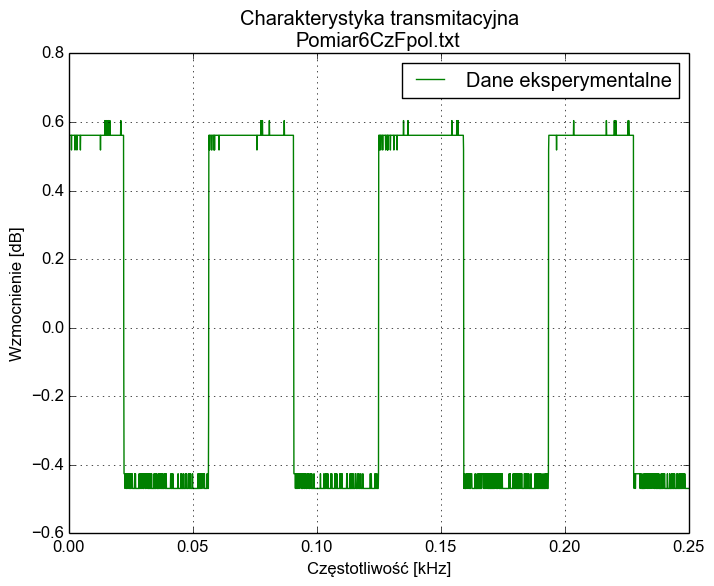 Charakterystyka transmitacyjna
Pomiar6CzFpol.txt
0.8
Dane eksperymentalne
0.6
0.4
0.2
0.0
−0.2
−0.4
−0.6
Wzmocnienie [dB]
0.00 0.05 0.10 0.15 0.20 0.25
Częstotliwość [kHz]